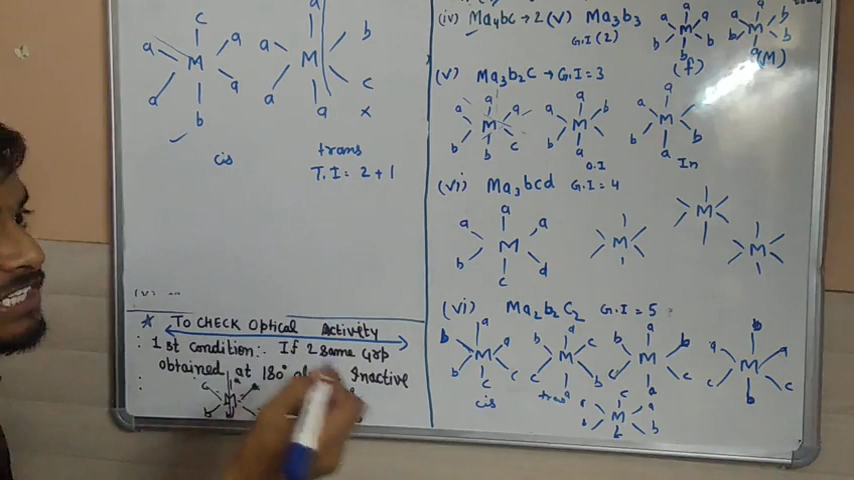 c
a a
M
a a
b
cis
a
a b
M
a c
a x
trans
T.I = 2 + 1
* To CHECK Optical Activity
1st condition:- If 2 same Grp
obtained at 180° Inactive
c
M
b
(iv) Ma4bc → 2 (v) Ma3b3
G.I (2)
a a a
M
b b
b
(f)
a b
M
b
a
(M)
(v) Ma3b2c → G.I = 3
a a a
M
b b c
a b
a M
b
a
O.I
a
a M
b b
a
In
(vi) Ma3bcd G.I = 4
a
a a
M
b d
c
M
M
M
(vi) Ma2b2c2 G.I = 5
b a a
M
b c
c
cis
a
b c
M
c b
a
trans
a
b b
M
c c
a
c
a
M
b b
b
a a
M
c c
b